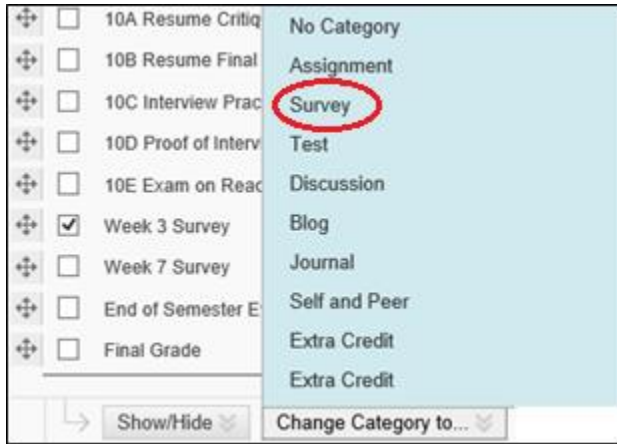 10A Resume Critiq
10B Resume Final
10C Interview Prac
10D Proof of Interv
10E Exam on Reac
Week 3 Survey
Week 7 Survey
End of Semester E
Final Grade
No Category
Assignment
Survey
Test
Discussion
Blog
Journal
Self and Peer
Extra Credit
Extra Credit
Show/Hide
Change Category to...